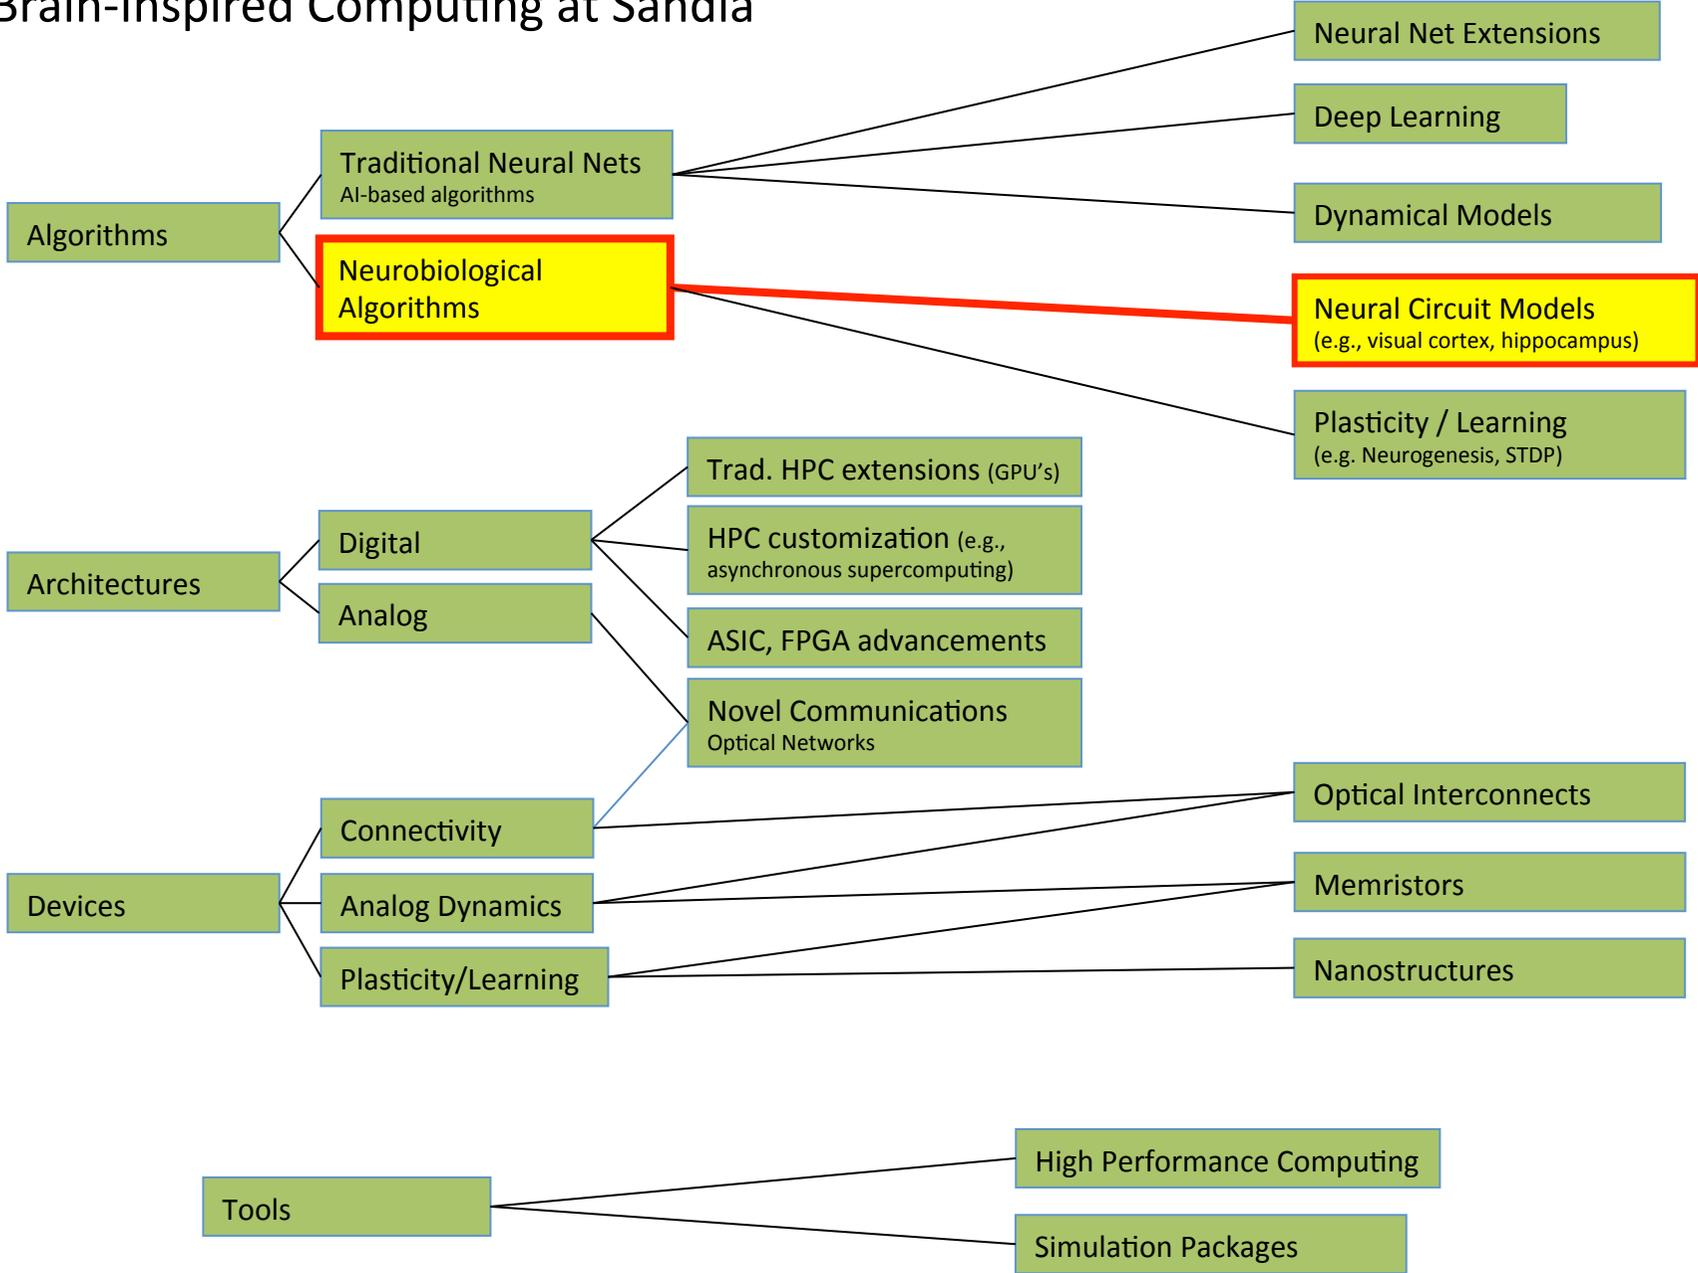 Brain-Inspired Computing at Sandia
Neural Net Extensions
Deep Learning
Traditional Neural Nets
AI-based algorithms
Dynamical Models
Algorithms
Neurobiological
Algorithms
Neural Circuit Models
(e.g., visual cortex, hippocampus)
Plasticity / Learning
(e.g. Neurogenesis, STDP)
Trad. HPC extensions (GPU's)
Digital
HPC customization (e.g.,
asynchronous supercomputing)
Architectures
Analog
ASIC, FPGA advancements
Novel Communications
Optical Networks
Optical Interconnects
Connectivity
Memristors
Devices
Analog Dynamics
Plasticity/Learning
Nanostructures
High Performance Computing
Tools
Simulation Packages